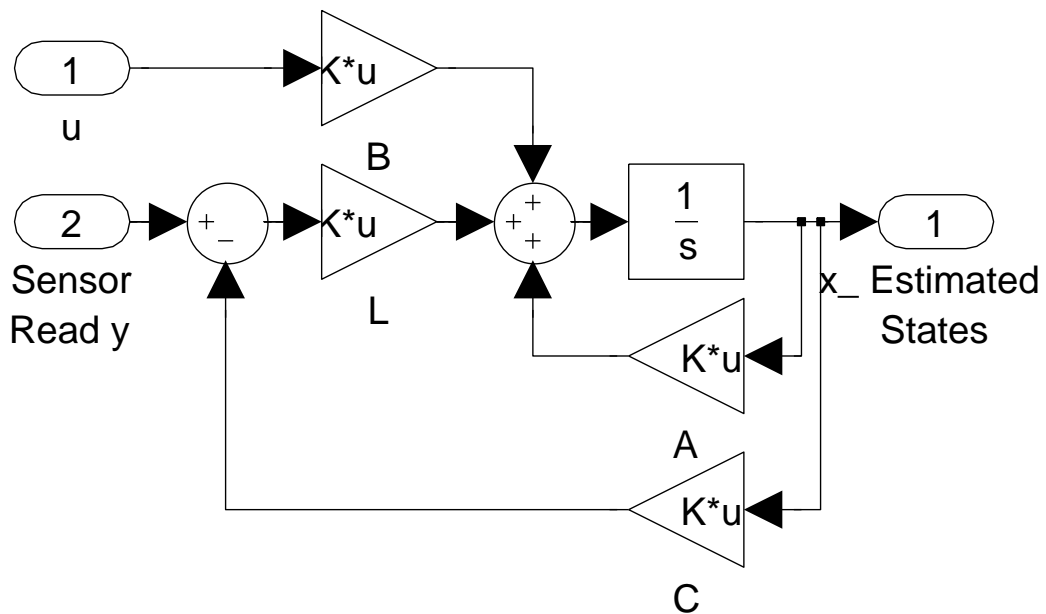 1
u
K*u
B
2
Sensor
Read y
+
–
K*u
L
+
+
+
1
s
1
x_ Estimated
States
K*u
A
K*u
C